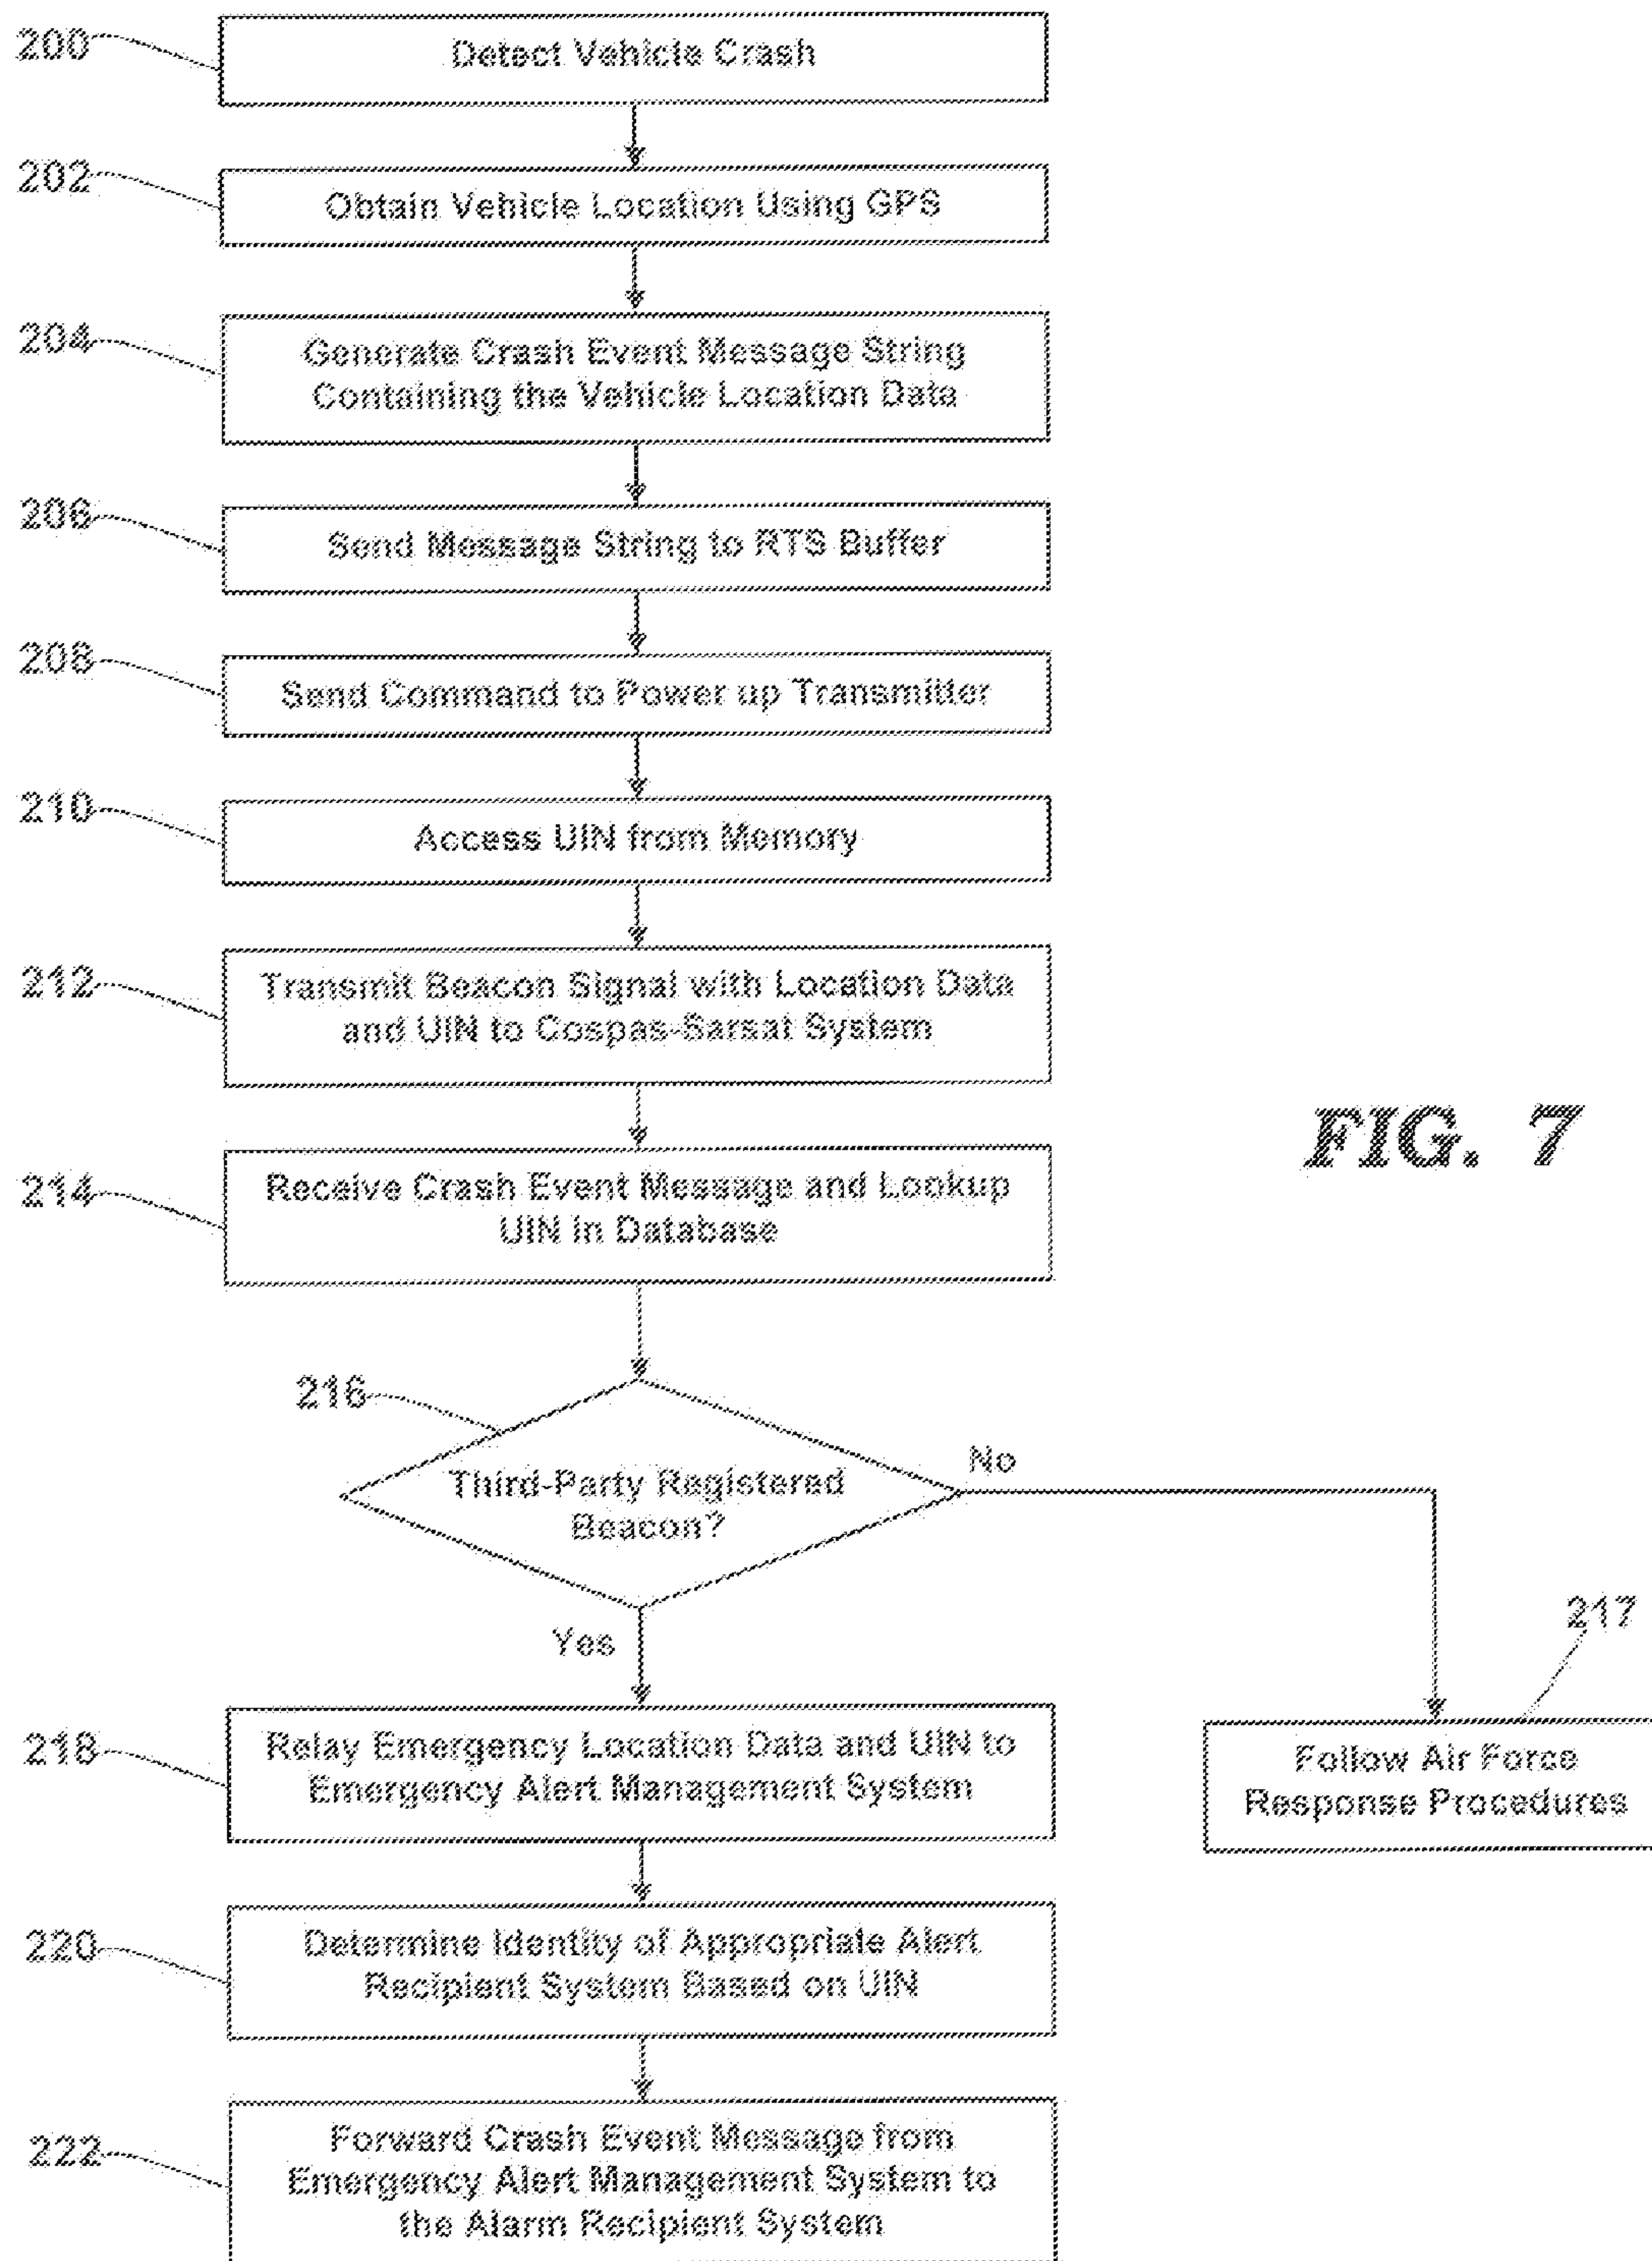 200
Detect Vehicle Crash
202
Obtain Vehicle Location Using GPS
204
Generate Crash Event Message String
Containing the Vehicle Location Data
206
Send Message String to RTS Buffer
208
Send Command to Power up Transmitter
210
Access UIN from Memory
212
Transmit Beacon Signal with Location Data
and UIN to Cospas-Sarsat System
FIG. 7
214
Receive Crash Event Message and Lookup
UIN in Database
216
Third-Party Registered
Beacon?
No
Yes
217
Follow Air Force
Response Procedures
218
Relay Emergency Location Data and UIN to
Emergency Alert Management System
220
Determine Identity of Appropriate Alert
Recipient System Based on UIN
222
Forward Crash Event Message from
Emergency Alert Management System to
the Alarm Recipient System